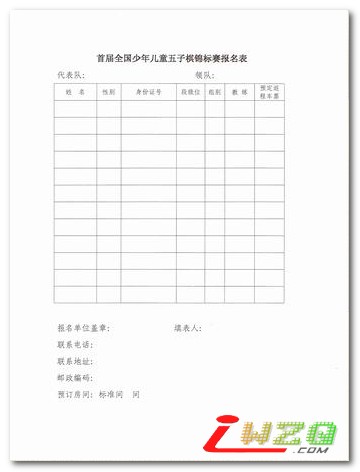 首届全国少年儿童五子棋锦标赛报名表
代表队: 领队:
姓 名 性别 身份证号 段级位 组别 教 练 预定返程车票
报名单位盖章: 填表人:
联系电话:
联系地址:
邮政编码:
预订房间: 标准间 间
iWZQ
.COM